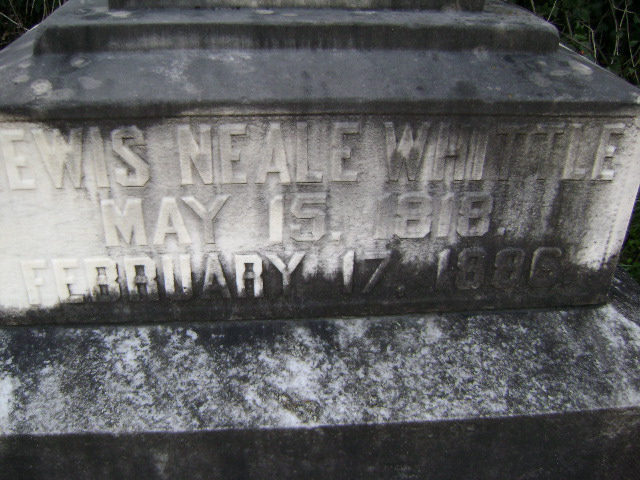 EWIS NEALE WHITTLE
MAY 15. 1818.
FEBRUARY 17. 1886.